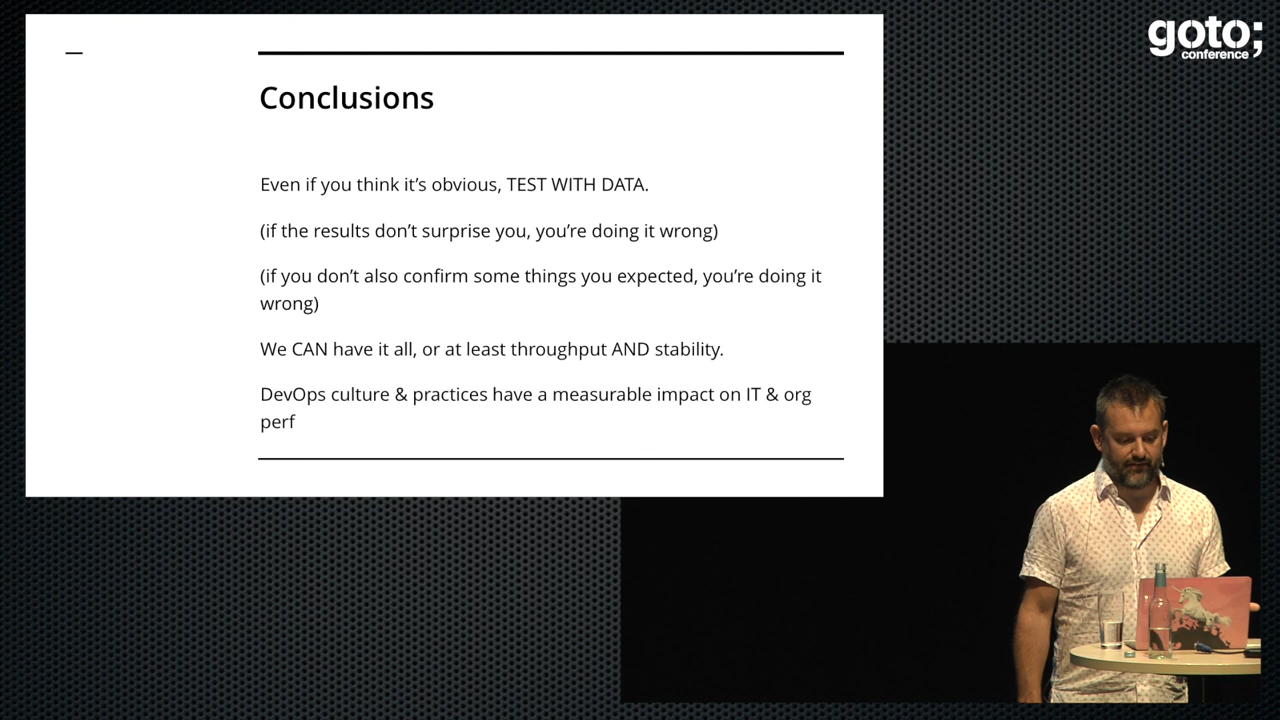 goto;
conference
Conclusions
Even if you think it's obvious, TEST WITH DATA.
(if the results don't surprise you, you're doing it wrong)
(if you don't also confirm some things you expected, you're doing it
wrong)
We CAN have it all, or at least throughput AND stability.
DevOps culture & practices have a measurable impact on IT & org
perf